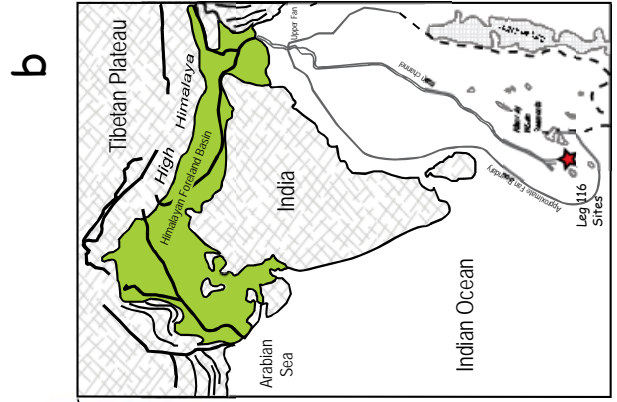 b
Tibetan Plateau
High Himalaya
Himalayan Foreland Basin
India
Upper Fan
channel
Approximate Fan Boundary
Leg 116
Sites
Arabian
Sea
Indian Ocean